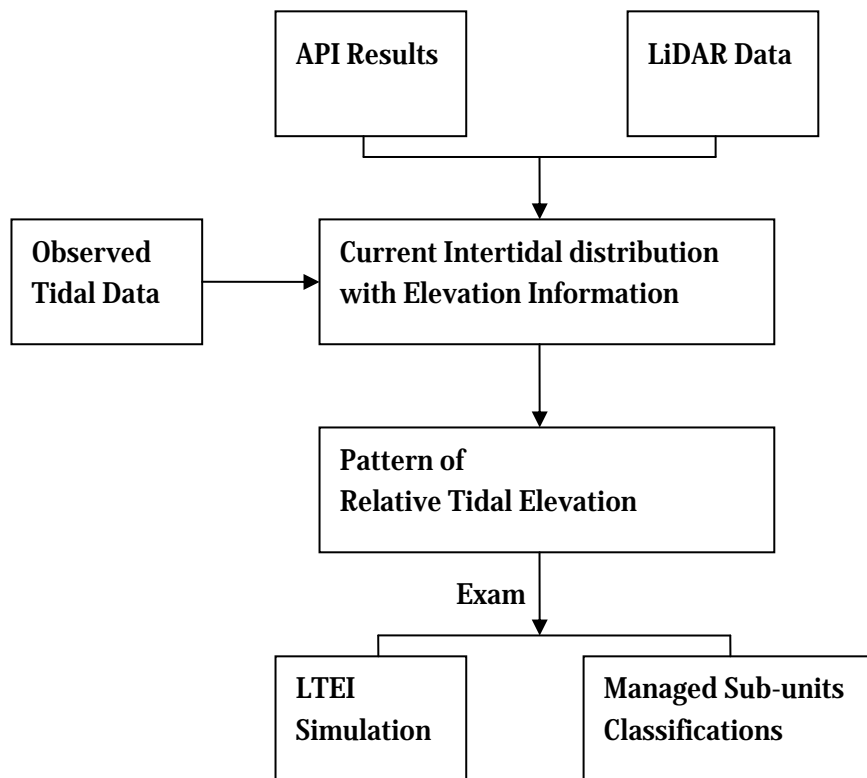 API Results
LiDAR Data
Observed
Tidal Data
Current Intertidal distribution
with Elevation Information
Pattern of
Relative Tidal Elevation
Exam
LTEI
Simulation
Managed Sub-units
Classifications